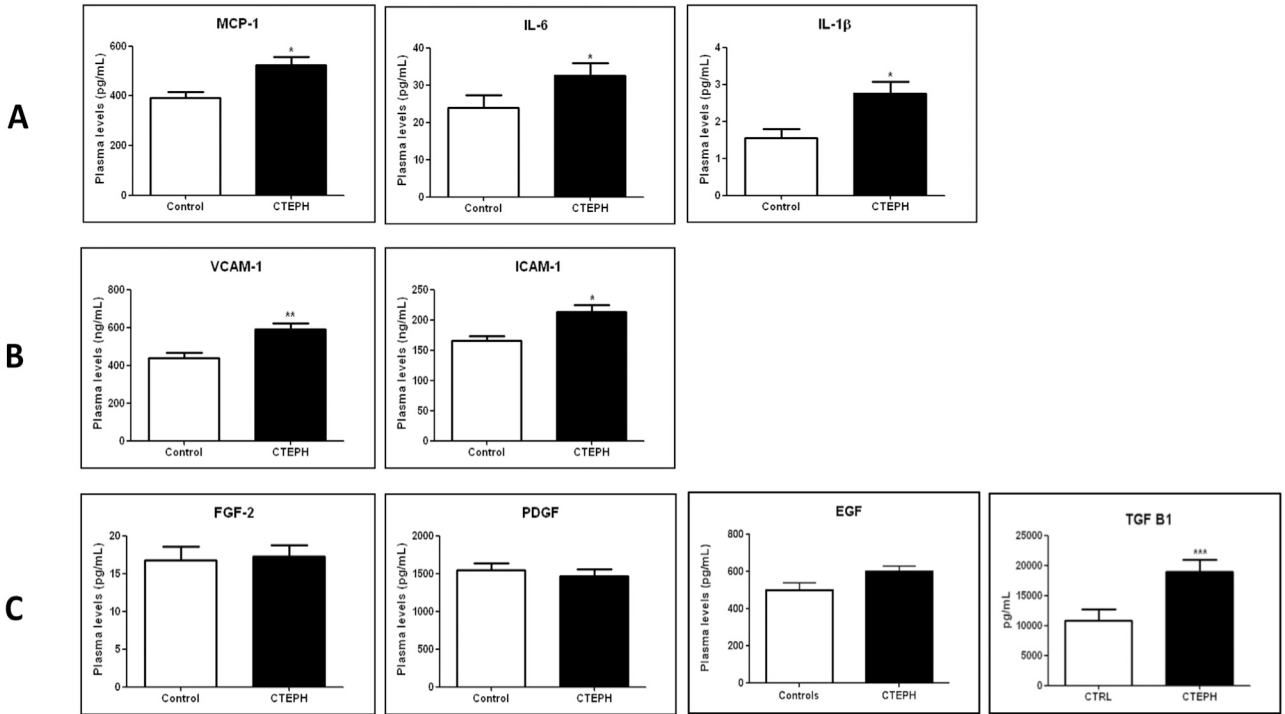 A
MCP-1
Plasma levels (pg/mL)
600
400
200
0
*
Control
CTEPH
IL-6
Plasma levels (pg/mL)
40
30
20
10
0
*
Control
CTEPH
IL-1β
Plasma levels (pg/mL)
4
3
2
1
0
*
Control
CTEPH
B
VCAM-1
Plasma levels (ng/mL)
800
600
400
200
0
**
Control
CTEPH
ICAM-1
Plasma levels (ng/mL)
250
200
150
100
50
0
*
Control
CTEPH
C
FGF-2
Plasma levels (pg/mL)
20
15
10
5
0
Control
CTEPH
PDGF
Plasma levels (pg/mL)
2000
1500
1000
500
0
Control
CTEPH
EGF
Plasma levels (pg/mL)
800
600
400
200
0
Controls
CTEPH
TGF B1
pg/mL
25000
20000
15000
10000
5000
0
***
CTRL
CTEPH